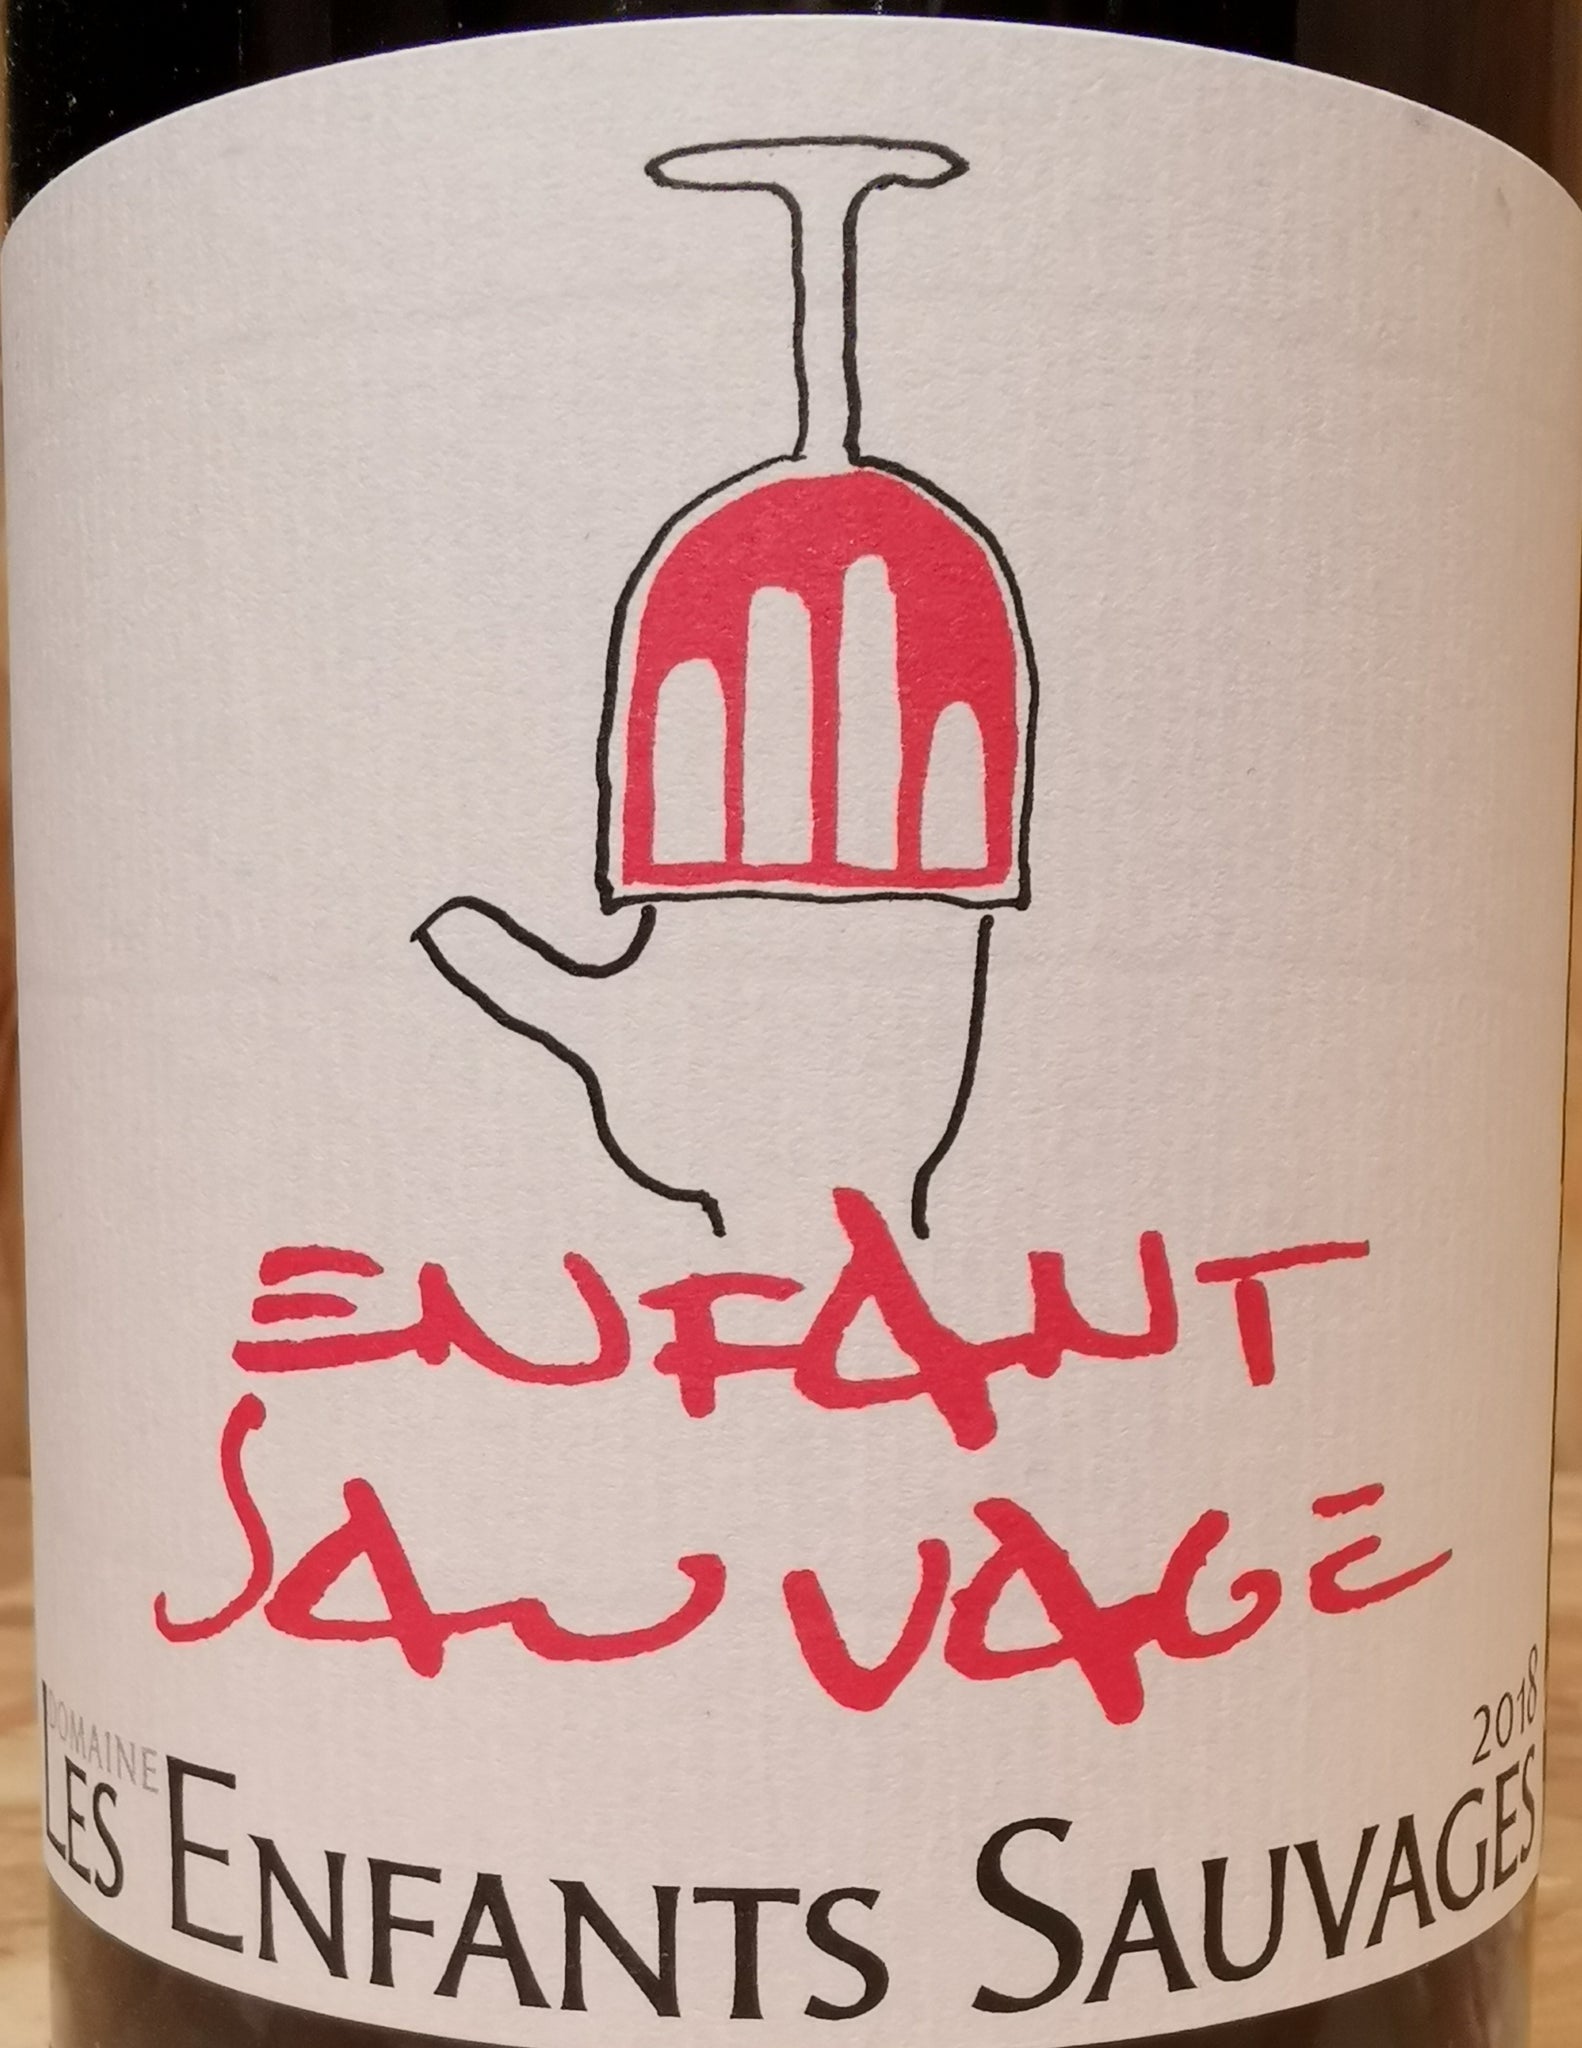 ENFANT
SAUVAGE
DOMAINE
2018
LES ENFANTS SAUVAGES